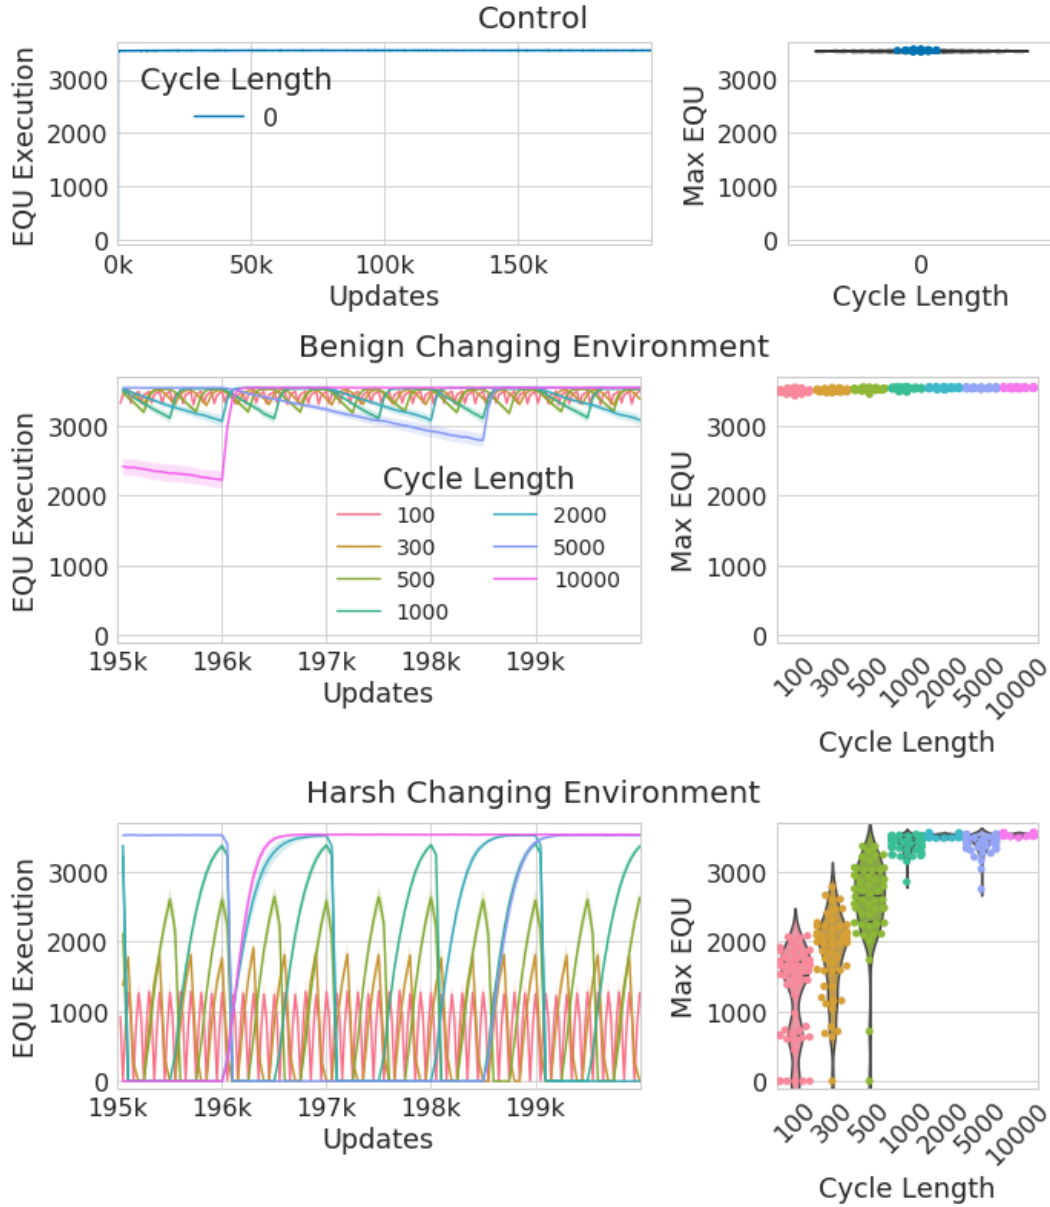 Control
EQU Execution
3000
2000
1000
0
Cycle Length
0
0k 50k 100k 150k
Updates
Max EQU
3000
2000
1000
0
0
Cycle Length
Benign Changing Environment
EQU Execution
3000
2000
1000
0
Cycle Length
100 2000
300 5000
500 10000
1000
195k 196k 197k 198k 199k
Updates
Max EQU
3000
2000
1000
0
100 300 500 1000 2000 5000 10000
Cycle Length
Harsh Changing Environment
EQU Execution
3000
2000
1000
0
195k 196k 197k 198k 199k
Updates
Max EQU
3000
2000
1000
0
100 300 500 1000 2000 5000 10000
Cycle Length